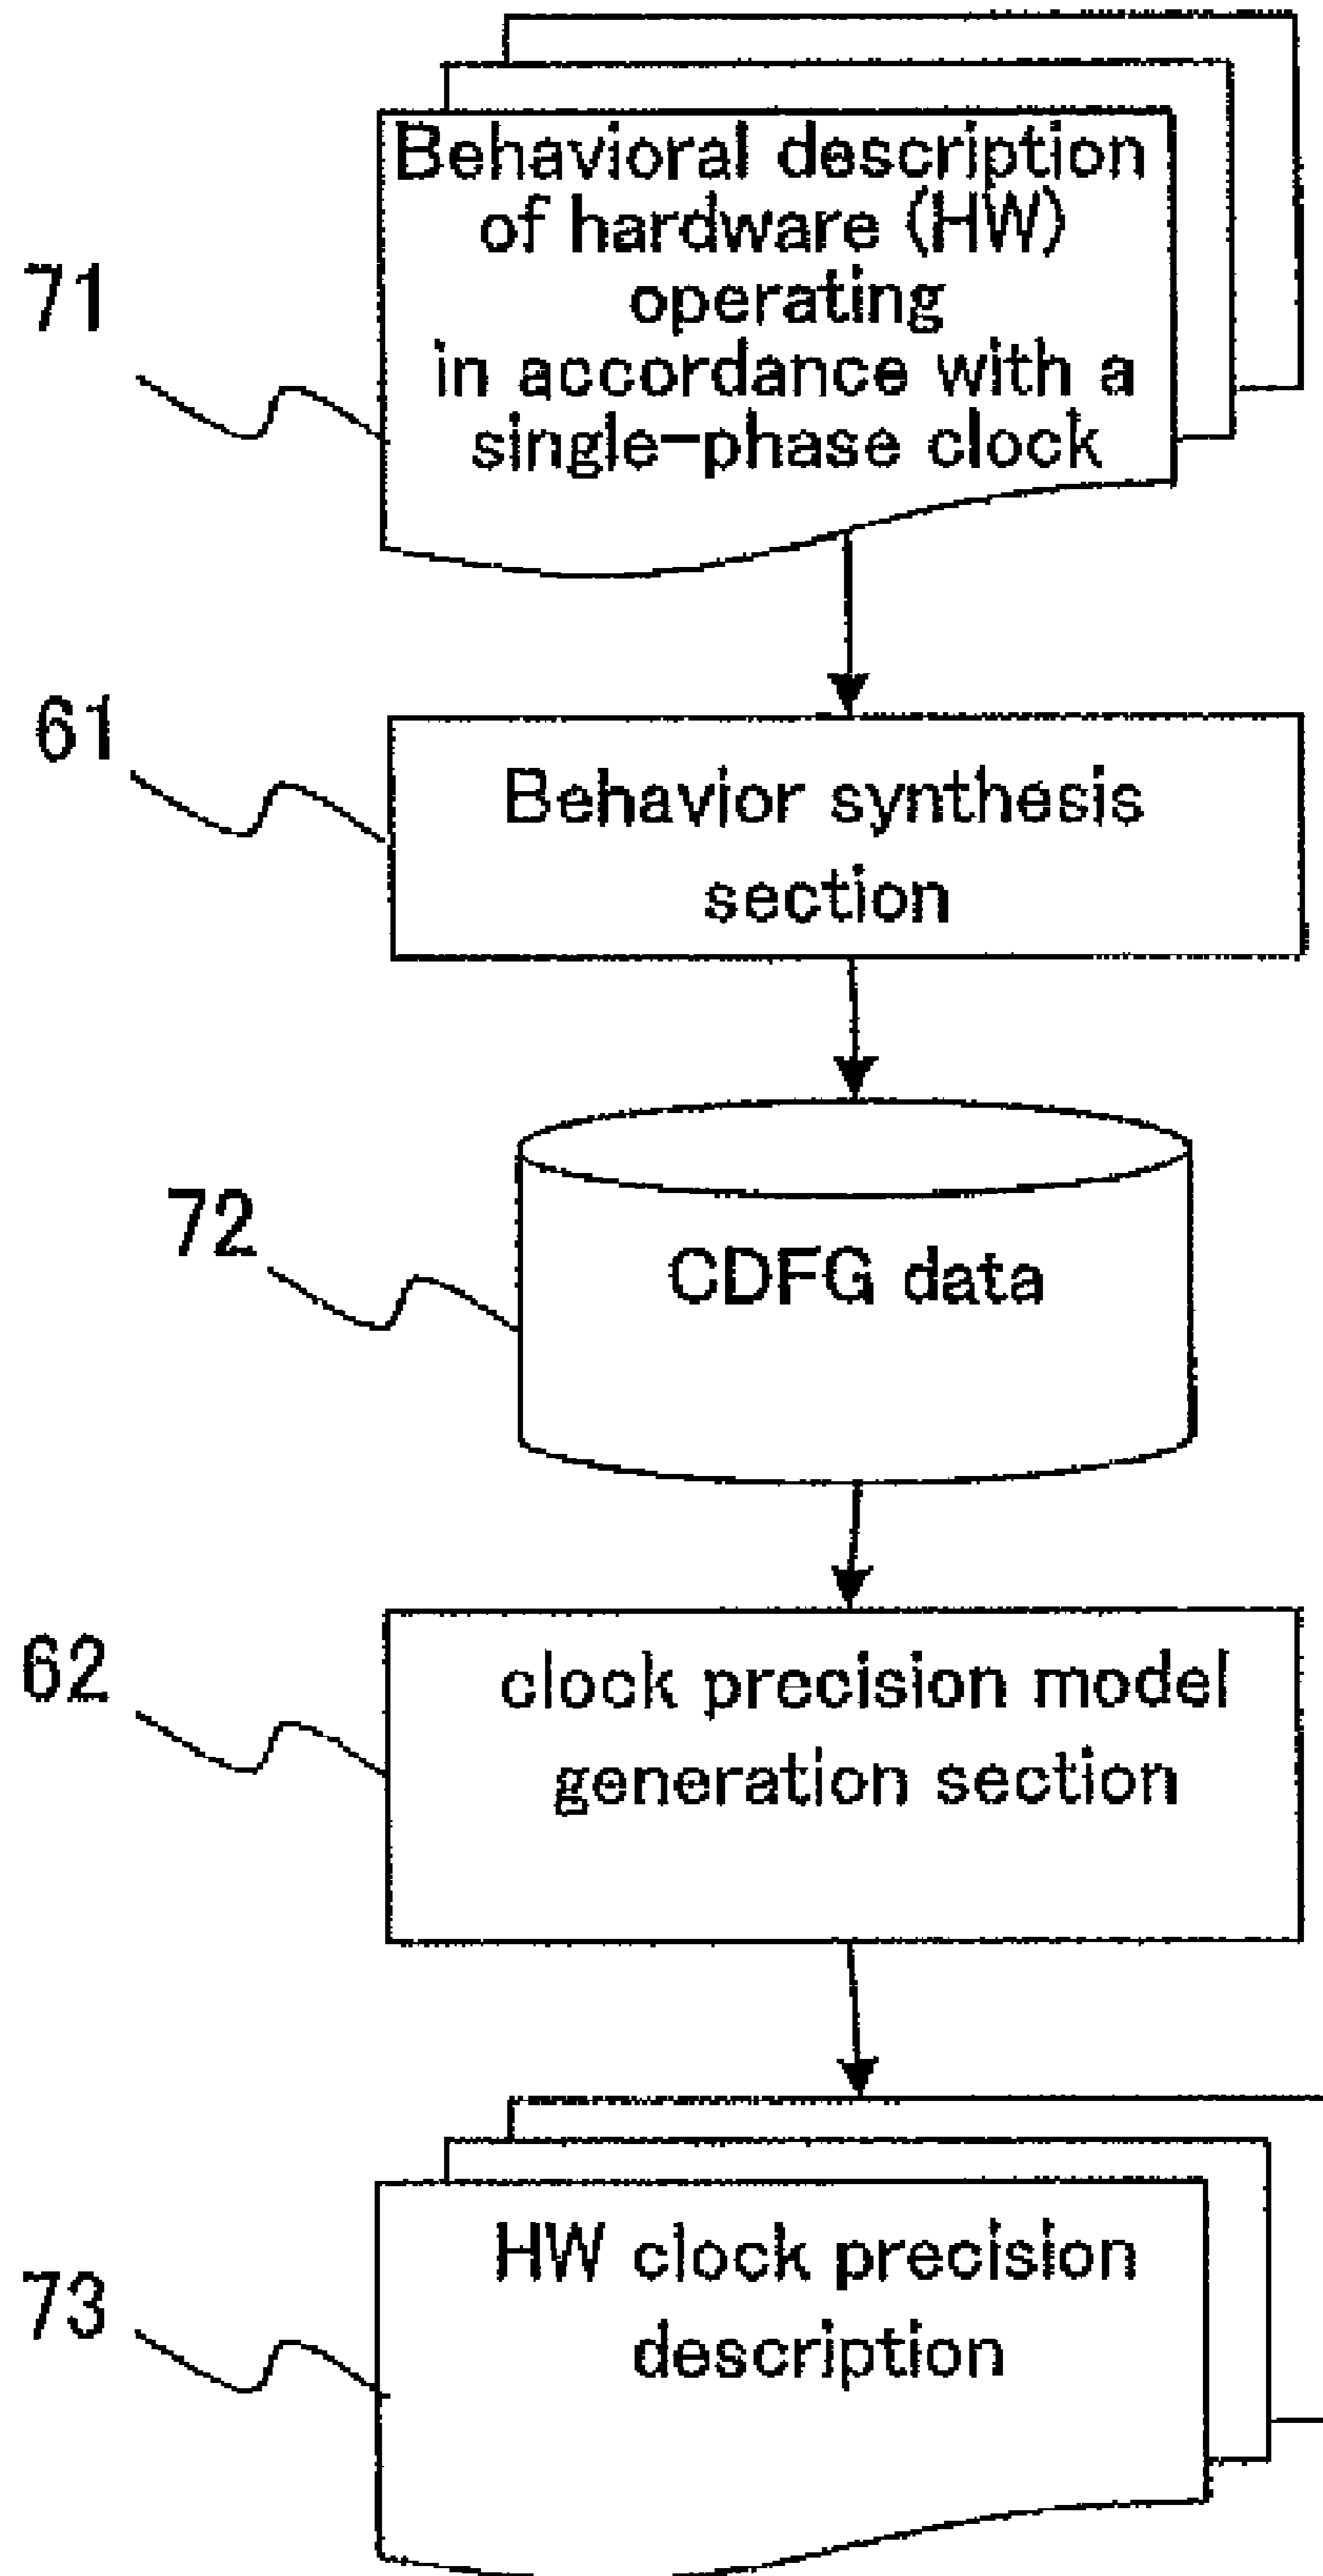 Behavioral description
of hardware (HW)
operating
in accordance with a
single-phase clock
71
61
Behavior synthesis
section
72
CDFG data
62
clock precision model
generation section
HW clock precision
description
73